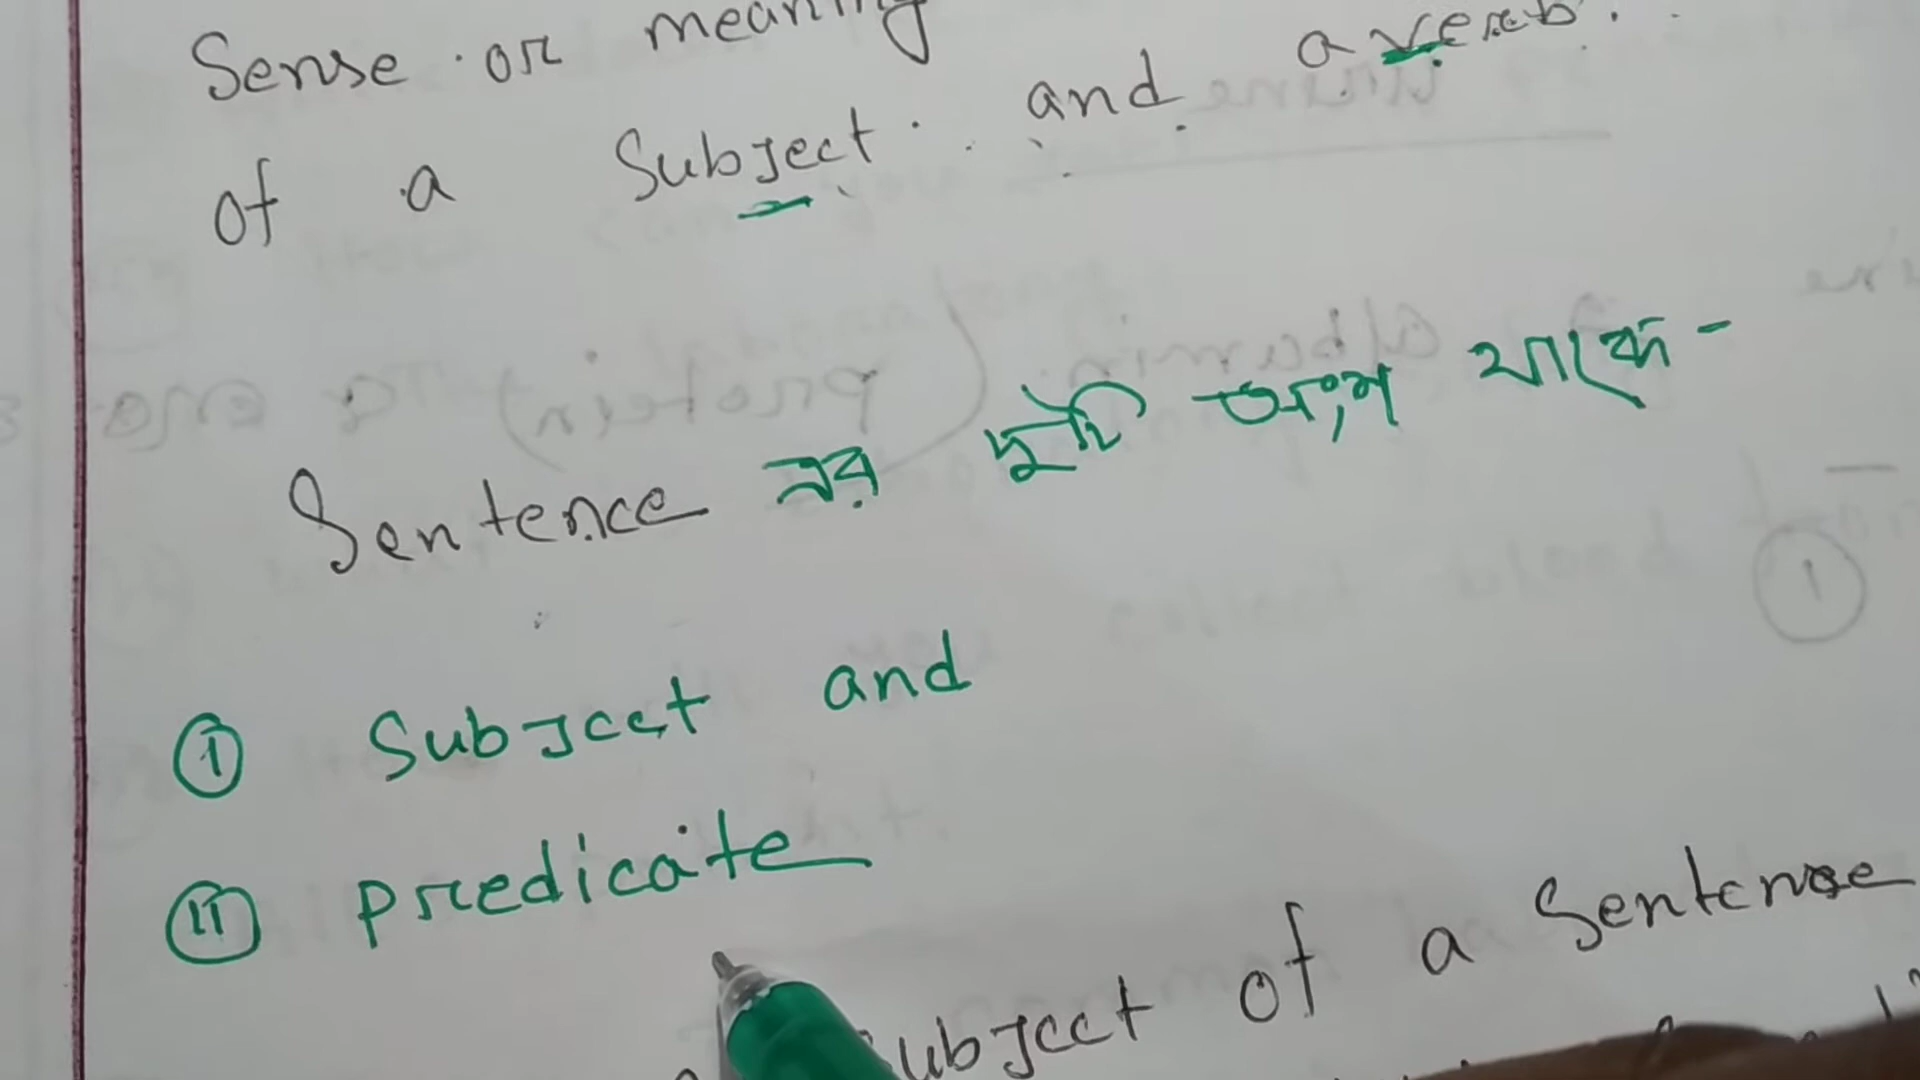 Sense or meaning
of a Subject and a verb.
Sentence এর দুটি অংশ থাকে -
(i) Subject and
(ii) predicate
Subject of a Sentence